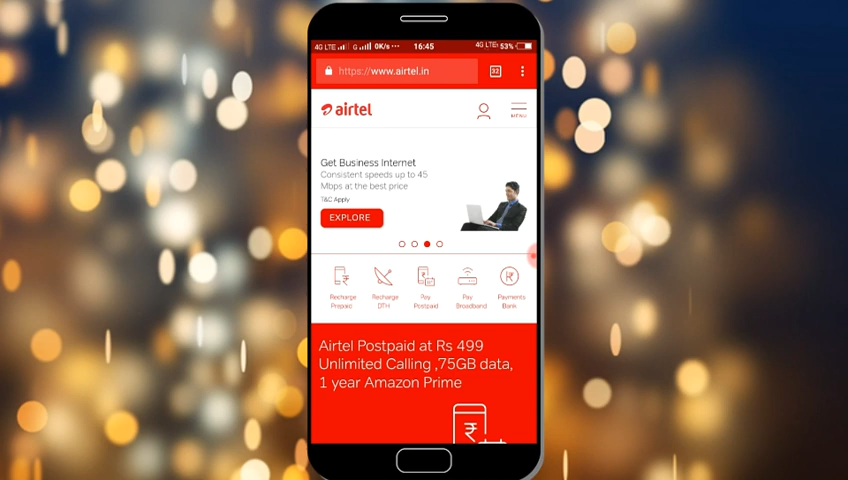 4G LTE G 0K/s ··· 16:45 4G LTE 53%
https://www.airtel.in 32
airtel MENU
Get Business Internet
Consistent speeds up to 45
Mbps at the best price
T&C Apply
EXPLORE
Recharge Recharge Pay Pay Payments
Prepaid DTH Postpaid Broadband Bank
Airtel Postpaid at Rs 499
Unlimited Calling ,75GB data,
1 year Amazon Prime